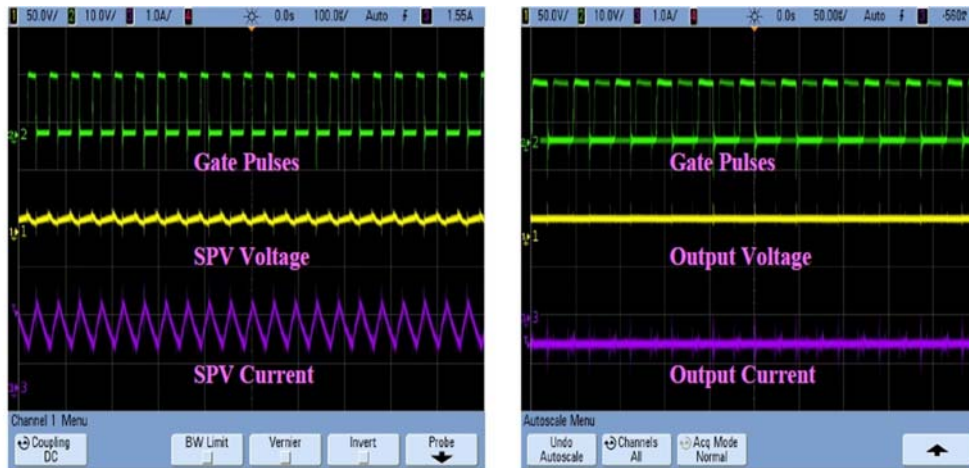 1 50.0V/ 2 10.0V/ 3 1.0A/ 4 0.0s 100.0s/ Auto 3 1.55A
2
Gate Pulses
1
SPV Voltage
SPV Current
3
Channel 1 Menu
Coupling
DC
BW Limit
Vernier
Invert
Probe
1 50.0V/ 2 10.0V/ 3 1.0A/ 4 0.0s 50.00s/ Auto 3
2
Gate Pulses
1
Output Voltage
3
Output Current
Autoscale Menu
Undo
Autoscale
Channels
All
Acq Mode
Normal